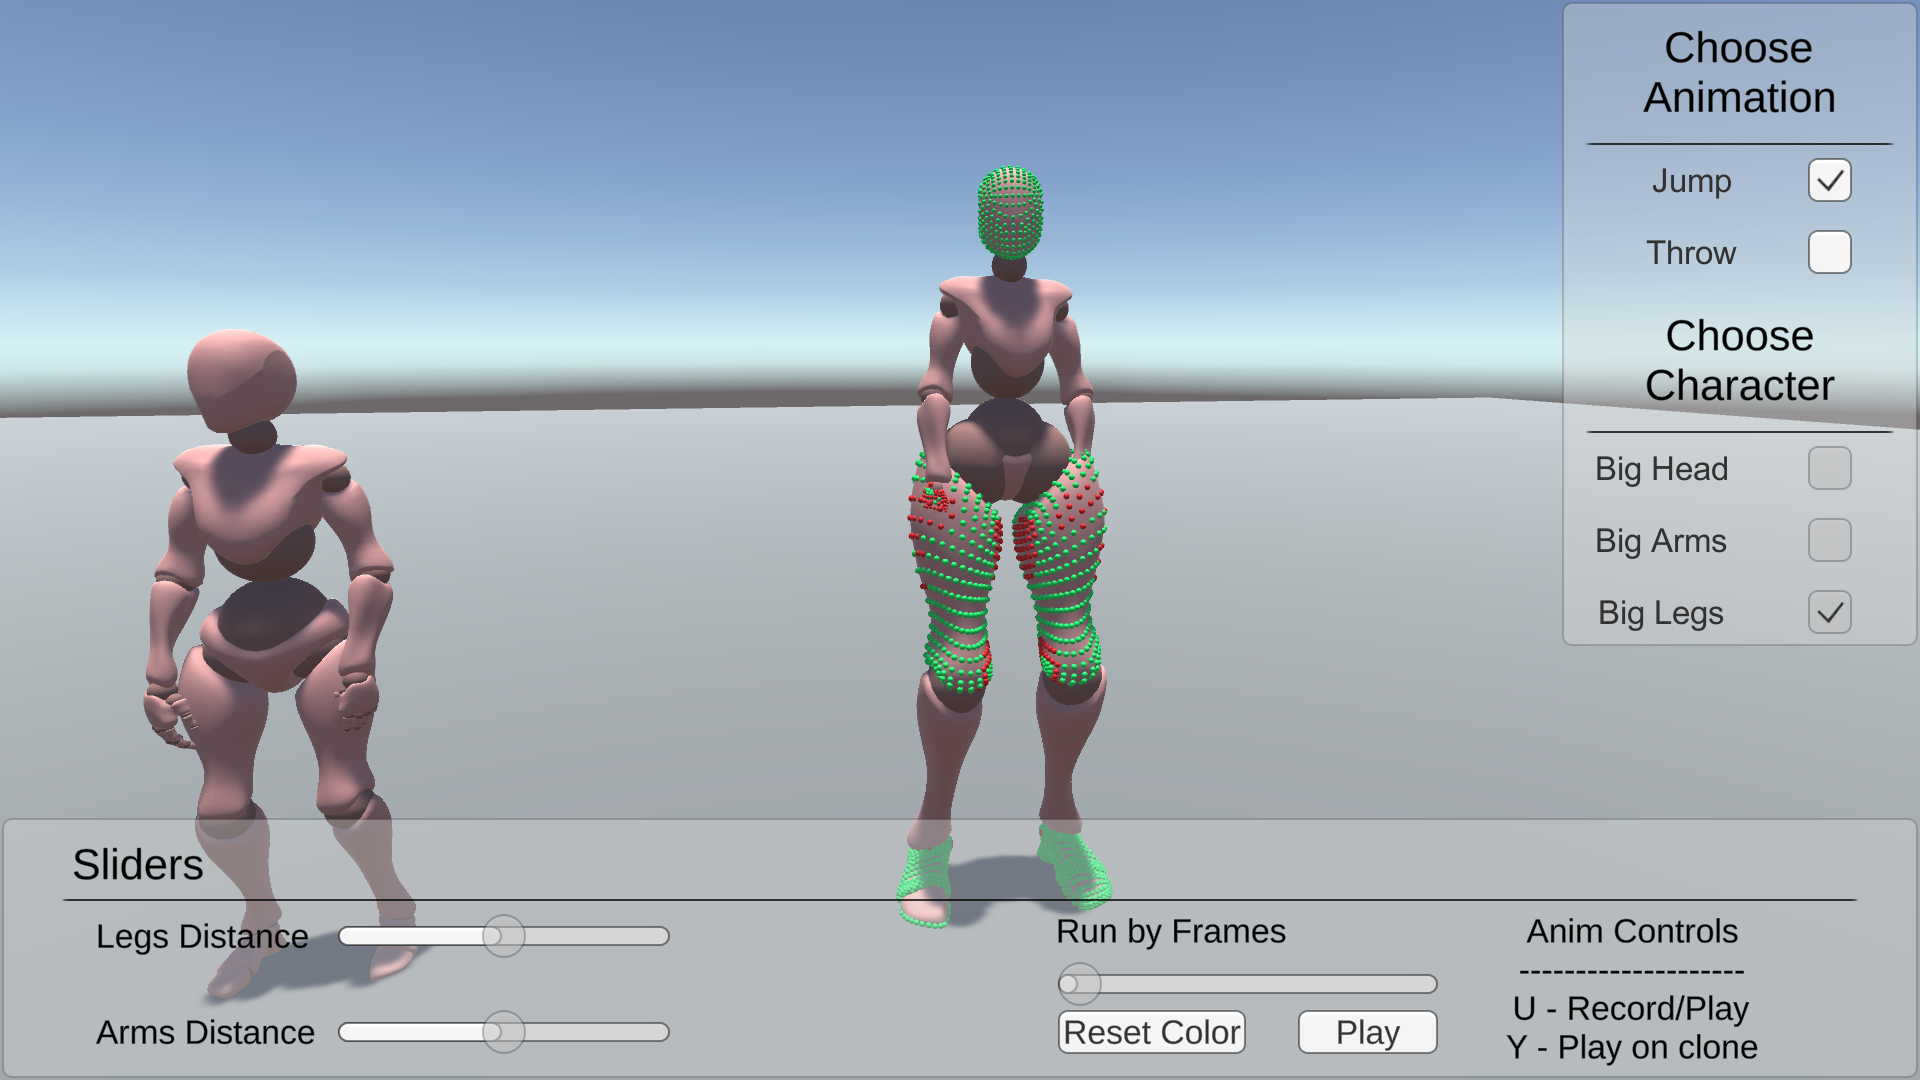 Choose
Animation
Jump
Throw
Choose
Character
Big Head
Big Arms
Big Legs
Sliders
Legs Distance
Arms Distance
Run by Frames
Reset Color
Play
Anim Controls
--------------------
U - Record/Play
Y - Play on clone